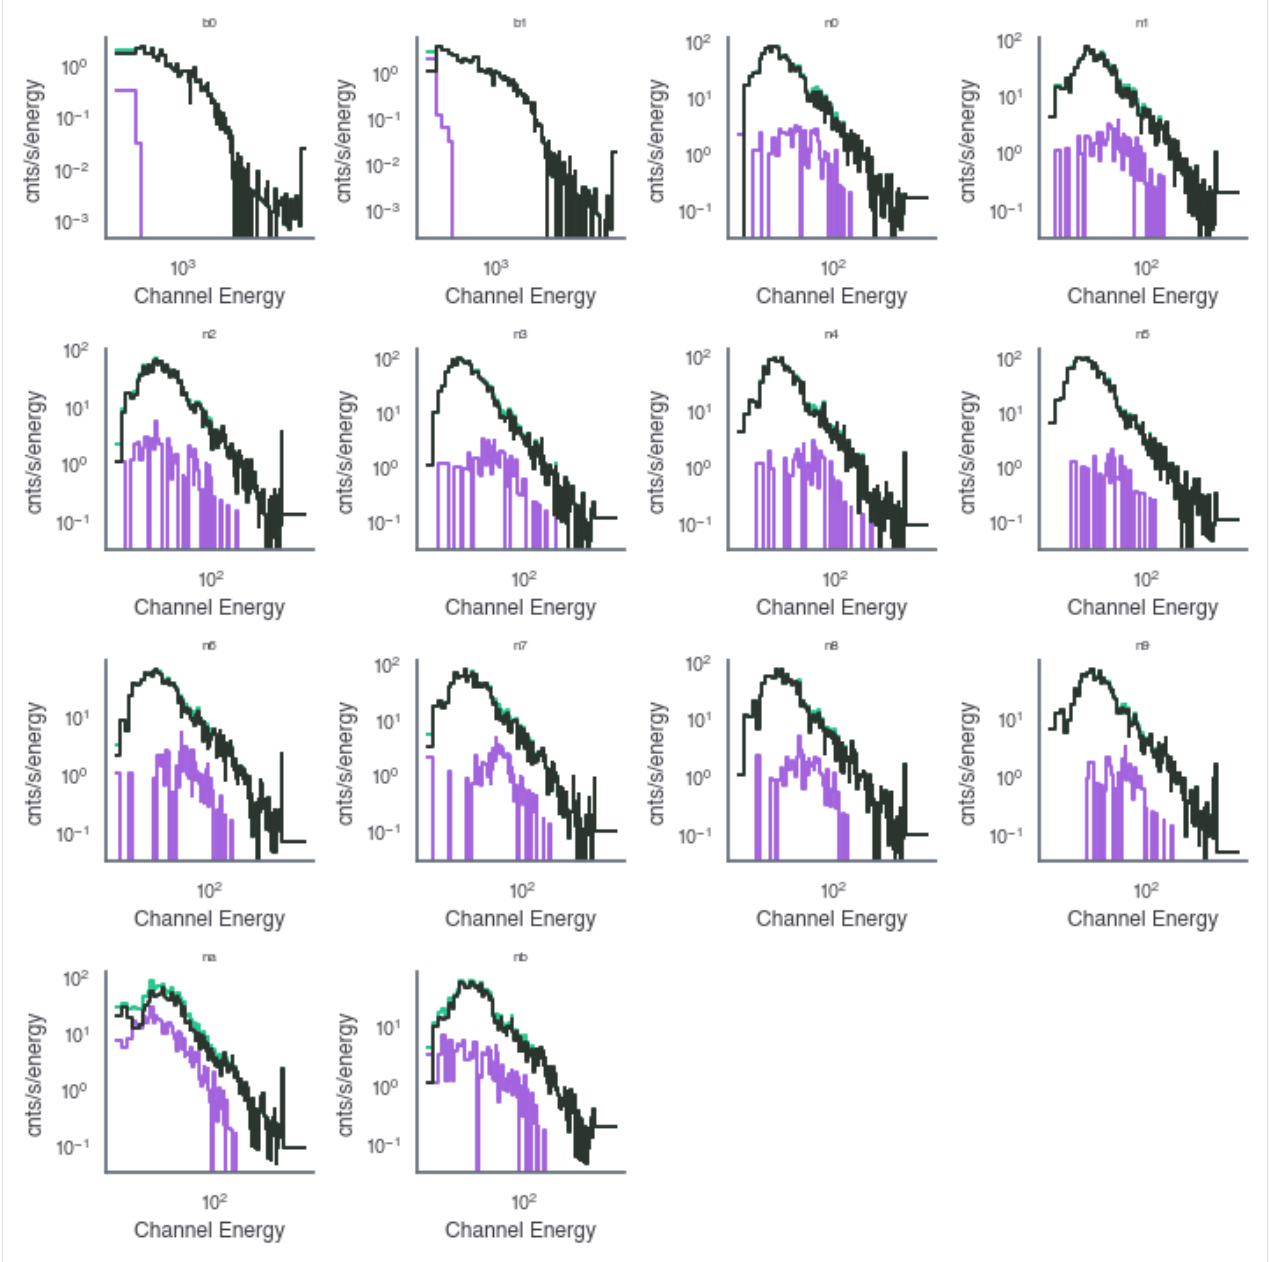 b0 b1 n0 n1
cnts/s/energy cnts/s/energy cnts/s/energy cnts/s/energy
10⁰ 10⁻¹ 10⁻² 10⁻³
10⁰ 10⁻¹ 10⁻² 10⁻³
10² 10¹ 10⁰ 10⁻¹
10² 10¹ 10⁰ 10⁻¹
10³ 10³ 10² 10²
Channel Energy Channel Energy Channel Energy Channel Energy
n2 n3 n4 n5
cnts/s/energy cnts/s/energy cnts/s/energy cnts/s/energy
10² 10¹ 10⁰ 10⁻¹
10² 10¹ 10⁰ 10⁻¹
10² 10¹ 10⁰ 10⁻¹
10² 10¹ 10⁰ 10⁻¹
10² 10² 10² 10²
Channel Energy Channel Energy Channel Energy Channel Energy
n6 n7 n8 n9
cnts/s/energy cnts/s/energy cnts/s/energy cnts/s/energy
10¹ 10⁰ 10⁻¹
10² 10¹ 10⁰ 10⁻¹
10² 10¹ 10⁰ 10⁻¹
10¹ 10⁰ 10⁻¹
10² 10² 10² 10²
Channel Energy Channel Energy Channel Energy Channel Energy
na nb
cnts/s/energy cnts/s/energy
10² 10¹ 10⁰ 10⁻¹
10¹ 10⁰ 10⁻¹
10² 10²
Channel Energy Channel Energy